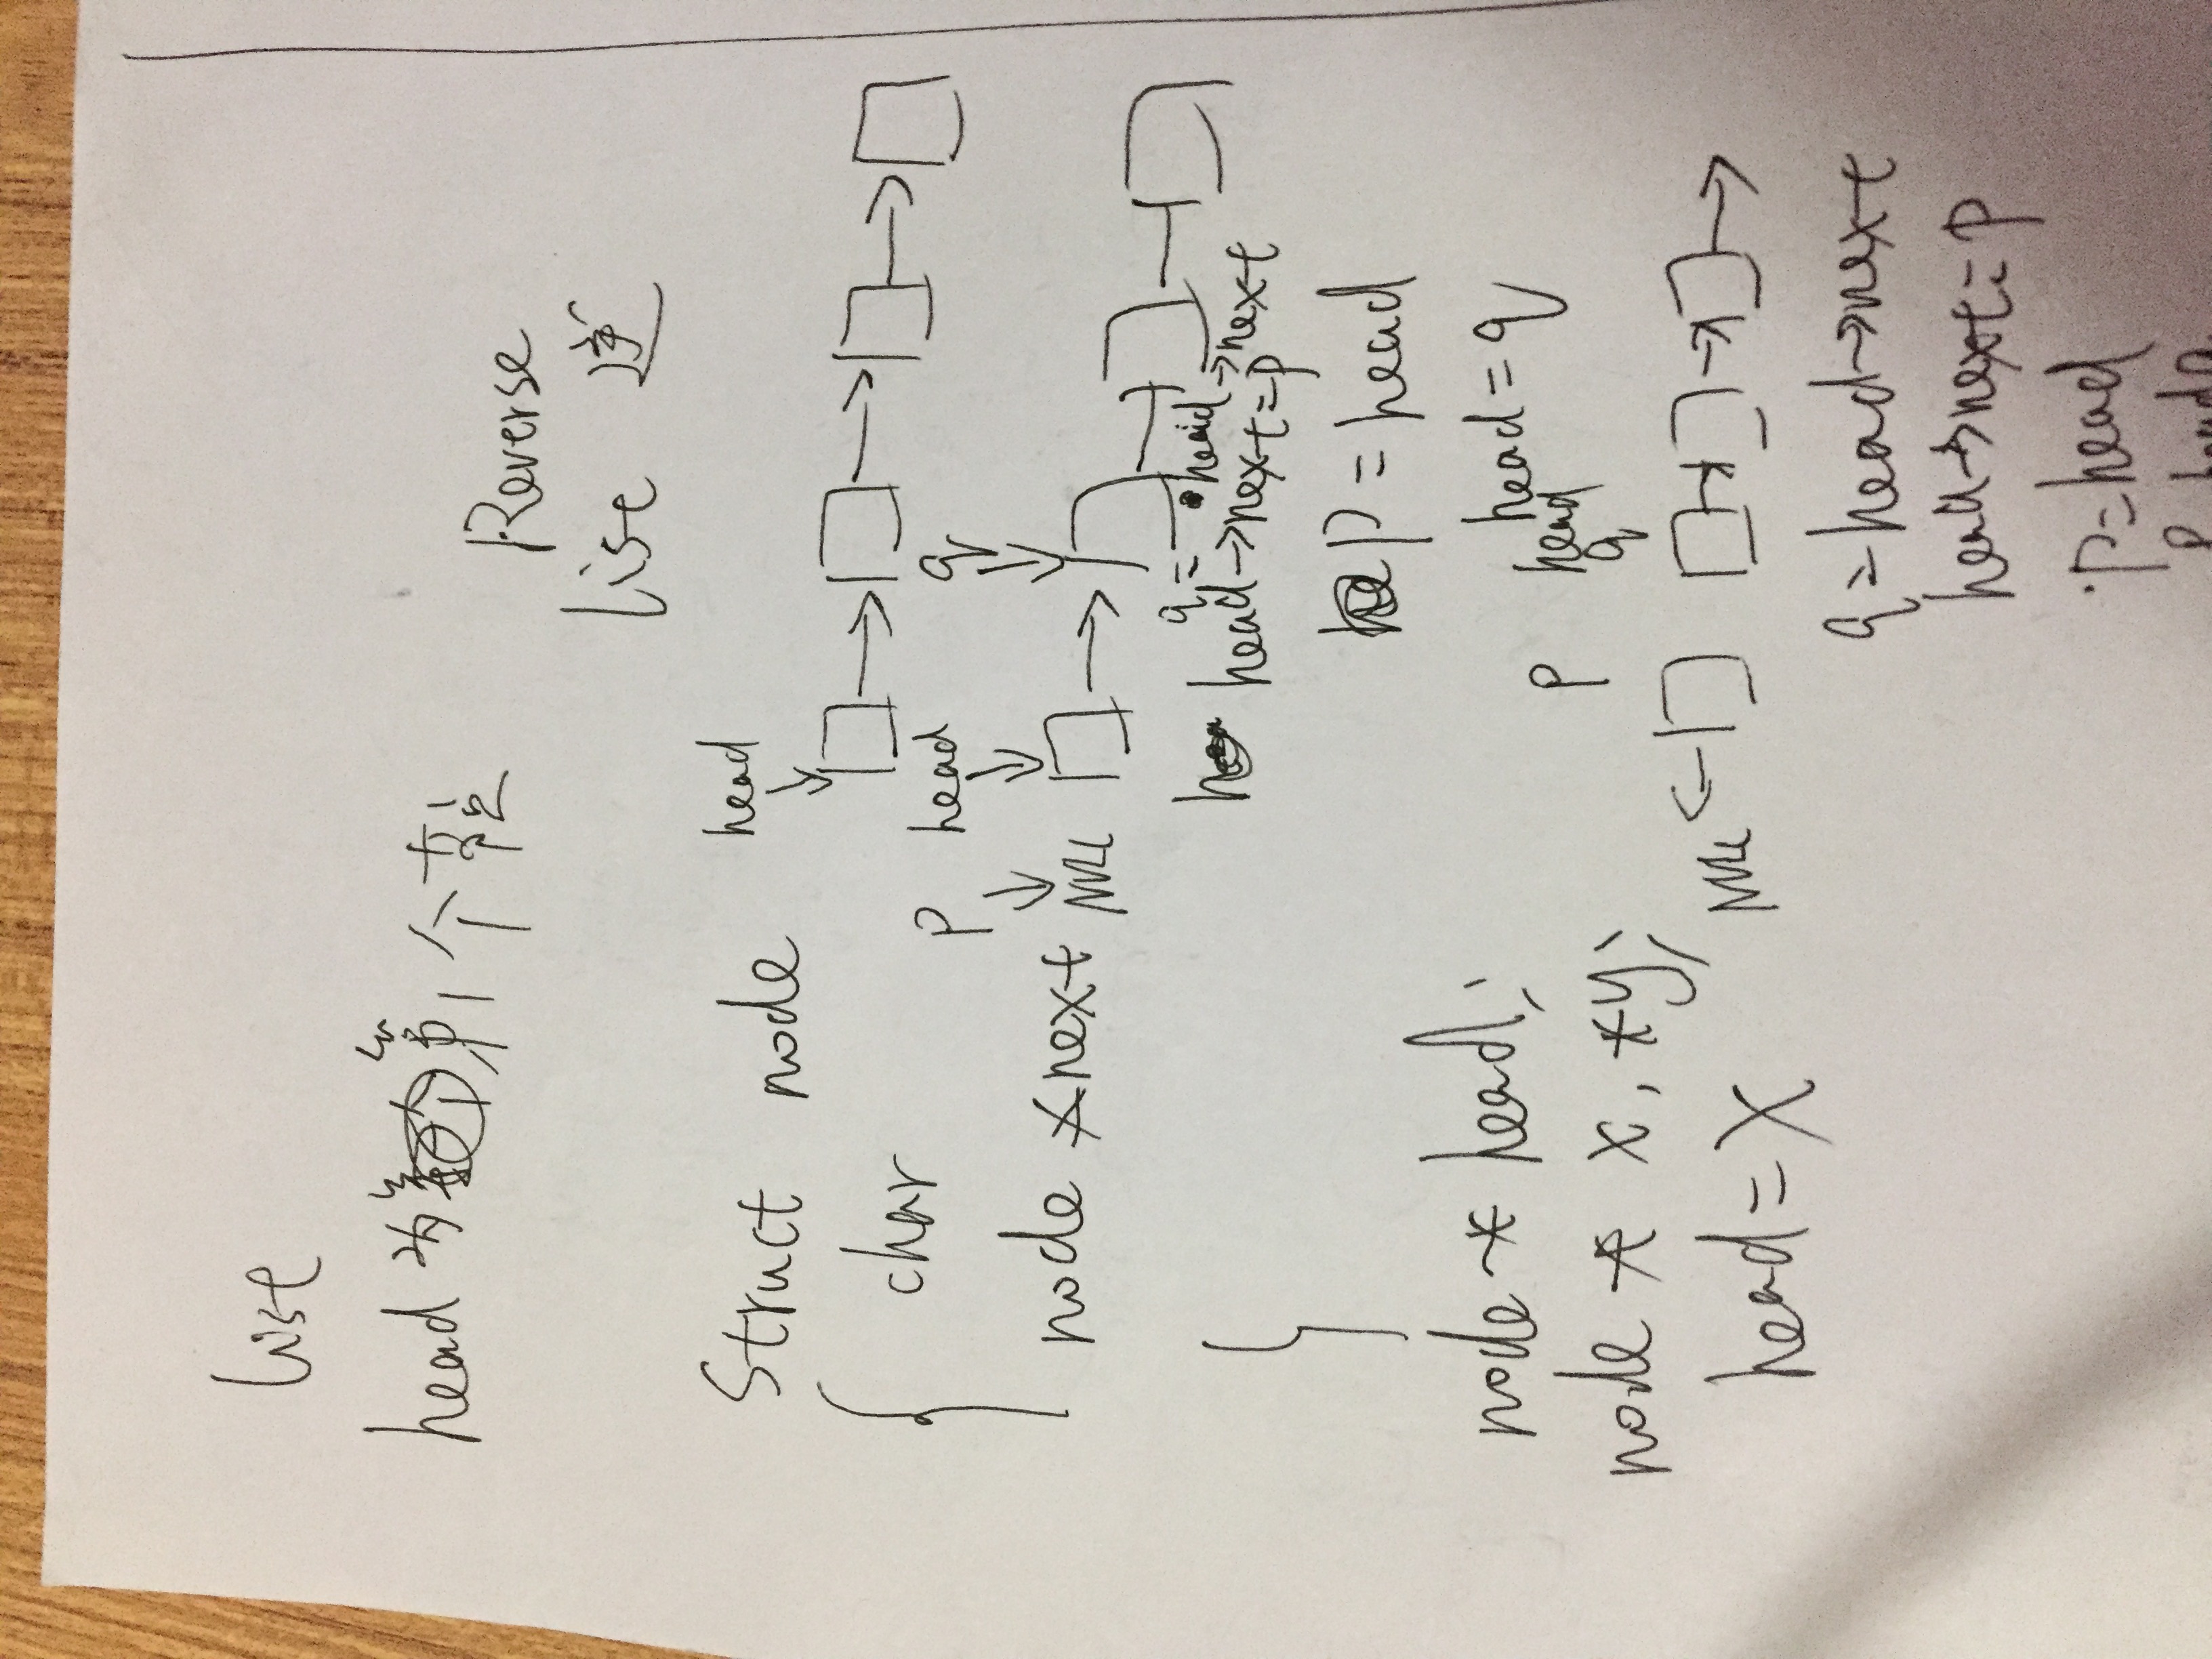 list
head 为 第1个节点
Struct node
{
char
node *next
}
node * head;
node * x, *y;
head = x
Reverse
list 逆
head
p head q
NULL
q = head→next
head→next = p
p = head
head = q
p head
q
NULL
q = head→next
head→next = p
p = head
p head q